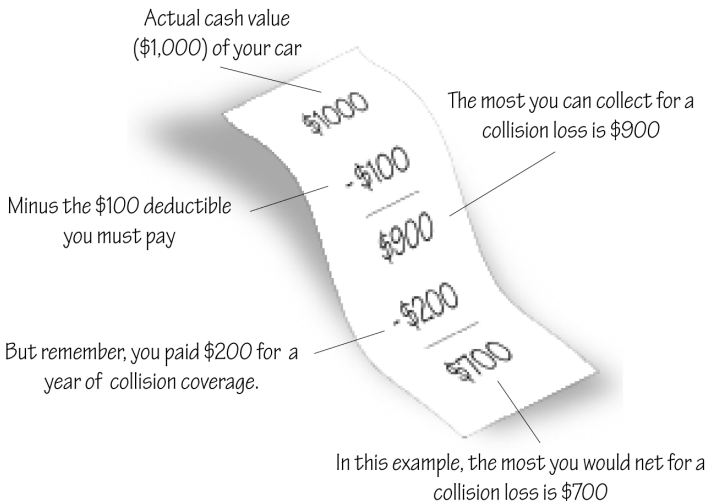 Actual cash value
($1,000) of your car
$1000
The most you can collect for a
collision loss is $900
-$100
Minus the $100 deductible
you must pay
$900
-$200
But remember, you paid $200 for a
year of collision coverage.
$700
In this example, the most you would net for a
collision loss is $700